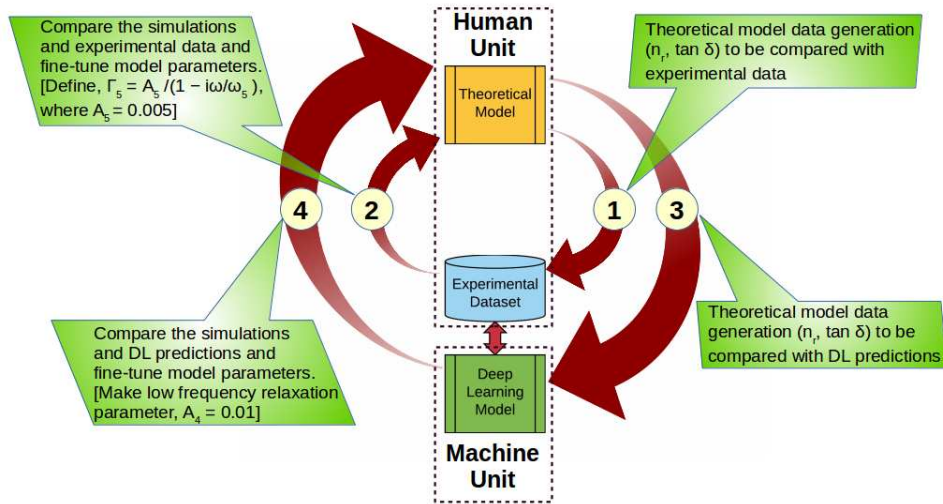 Compare the simulations
and experimental data and
fine-tune model parameters.
[Define, Γ₅ = A₅ /(1 − iω/ω₅ ),
where A₅ = 0.005]
Human
Unit
Theoretical
Model
Theoretical model data generation
(nᵣ, tan δ) to be compared with
experimental data
4
2
1
3
Experimental
Dataset
Compare the simulations
and DL predictions and
fine-tune model parameters.
[Make low frequency relaxation
parameter, A₄ = 0.01]
Theoretical model data
generation (nᵣ, tan δ) to be
compared with DL predictions
Deep
Learning
Model
Machine
Unit